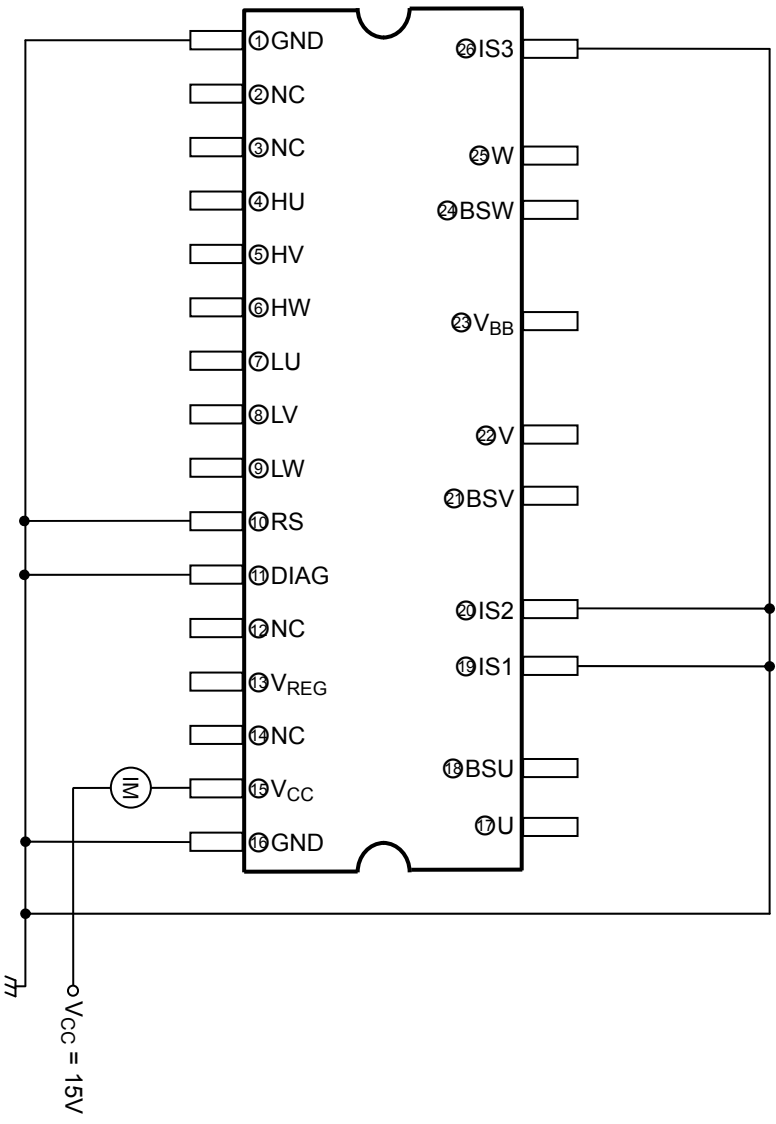 ①GND
②NC
③NC
④HU
⑤HV
⑥HW
⑦LU
⑧LV
⑨LW
⑩RS
⑪DIAG
⑫NC
⑬VREG
⑭NC
⑮VCC
⑯GND
㉖IS3
㉕W
㉔BSW
㉓VBB
㉒V
㉑BSV
⑳IS2
⑲IS1
⑱BSU
⑰U
IM
VCC = 15V